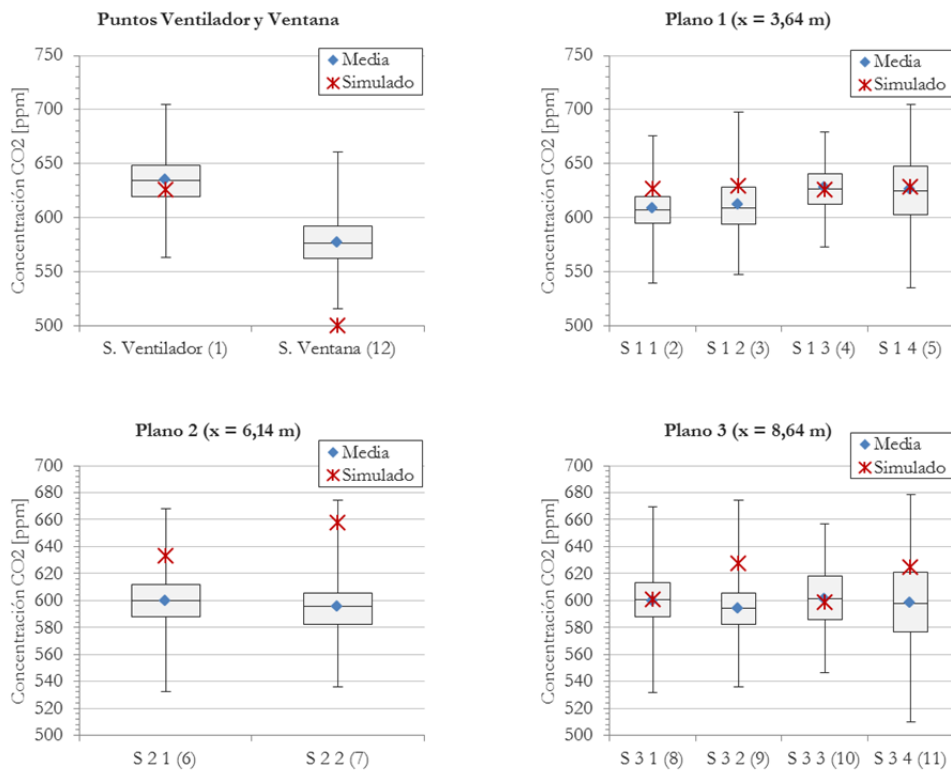 Puntos Ventilador y Ventana
750
700
650
600
550
500
Concentración CO2 [ppm]
Media
Simulado
S. Ventilador (1)
S. Ventana (12)
Plano 1 (x = 3,64 m)
750
700
650
600
550
500
Concentración CO2 [ppm]
Media
Simulado
S 1 1 (2)
S 1 2 (3)
S 1 3 (4)
S 1 4 (5)
Plano 2 (x = 6,14 m)
700
680
660
640
620
600
580
560
540
520
500
Concentración CO2 [ppm]
Media
Simulado
S 2 1 (6)
S 2 2 (7)
Plano 3 (x = 8,64 m)
700
680
660
640
620
600
580
560
540
520
500
Concentración CO2 [ppm]
Media
Simulado
S 3 1 (8)
S 3 2 (9)
S 3 3 (10)
S 3 4 (11)